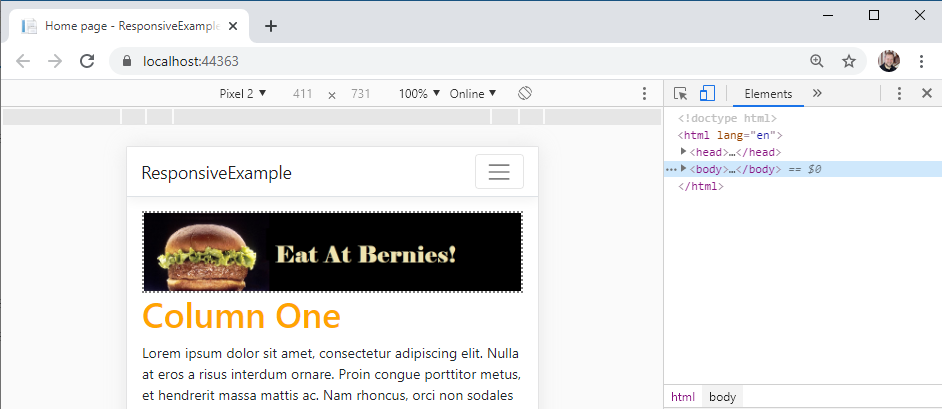 Home page - ResponsiveExample
localhost:44363
Pixel 2 411 × 731 100% Online
Elements
<!doctype html>
<html lang="en">
<head>…</head>
<body>…</body> == $0
</html>
ResponsiveExample
Eat At Bernies!
Column One
Lorem ipsum dolor sit amet, consectetur adipiscing elit. Nulla
at eros a risus interdum ornare. Proin congue porttitor metus,
et hendrerit massa mattis ac. Nam rhoncus, orci non sodales
html body